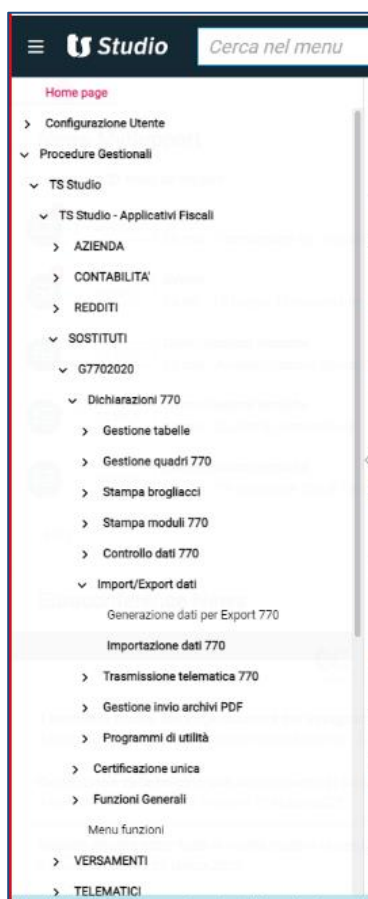 TS Studio Cerca nel menu
Home page
Configurazione Utente
Procedure Gestionali
TS Studio
TS Studio - Applicativi Fiscali
AZIENDA
CONTABILITA'
REDDITI
SOSTITUTI
G7702020
Dichiarazioni 770
Gestione tabelle
Gestione quadri 770
Stampa brogliacci
Stampa moduli 770
Controllo dati 770
Import/Export dati
Generazione dati per Export 770
Importazione dati 770
Trasmissione telematica 770
Gestione invio archivi PDF
Programmi di utilità
Certificazione unica
Funzioni Generali
Menu funzioni
VERSAMENTI
TELEMATICI